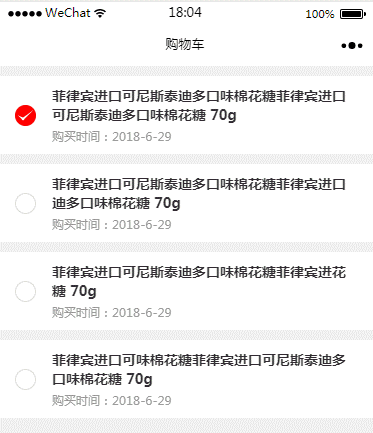 WeChat 18:04 100%
购物车
菲律宾进口可尼斯泰迪多口味棉花糖菲律宾进口
可尼斯泰迪多口味棉花糖 70g
购买时间：2018-6-29
菲律宾进口可尼斯泰迪多口味棉花糖菲律宾进口
迪多口味棉花糖 70g
购买时间：2018-6-29
菲律宾进口可尼斯泰迪多口味棉花糖菲律宾进花
糖 70g
购买时间：2018-6-29
菲律宾进口可味棉花糖菲律宾进口可尼斯泰迪多
口味棉花糖 70g
购买时间：2018-6-29